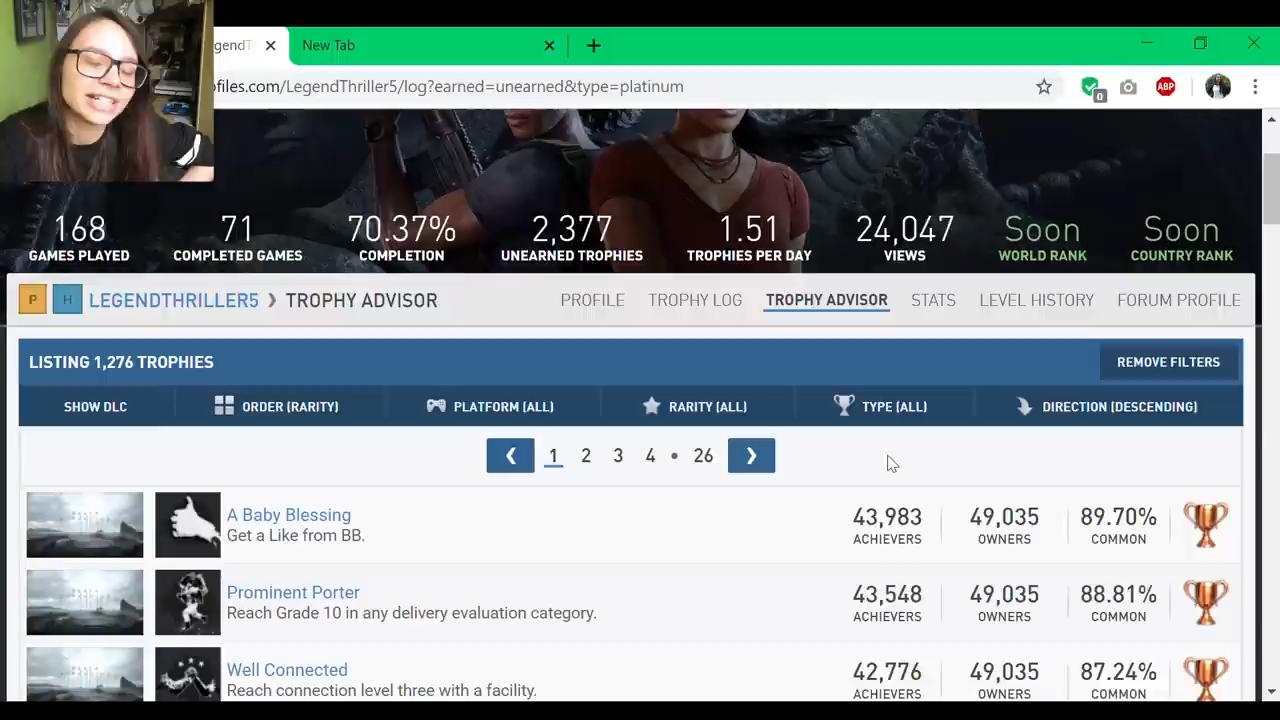 gendT
New Tab
ofiles.com/LegendThriller5/log?earned=unearned&type=platinum
0
ABP
168
71
70.37%
2,377
1.51
24,047
Soon
Soon
GAMES PLAYED
COMPLETED GAMES
COMPLETION
UNEARNED TROPHIES
TROPHIES PER DAY
VIEWS
WORLD RANK
COUNTRY RANK
P
H
LEGENDTHRILLER5 ❯ TROPHY ADVISOR
PROFILE
TROPHY LOG
TROPHY ADVISOR
STATS
LEVEL HISTORY
FORUM PROFILE
LISTING 1,276 TROPHIES
REMOVE FILTERS
SHOW DLC
ORDER (RARITY)
PLATFORM (ALL)
RARITY (ALL)
TYPE (ALL)
DIRECTION (DESCENDING)
❮ 1 2 3 4 • 26 ❯
A Baby Blessing
Get a Like from BB.
43,983
ACHIEVERS
49,035
OWNERS
89.70%
COMMON
Prominent Porter
Reach Grade 10 in any delivery evaluation category.
43,548
ACHIEVERS
49,035
OWNERS
88.81%
COMMON
Well Connected
Reach connection level three with a facility.
42,776
ACHIEVERS
49,035
OWNERS
87.24%
COMMON